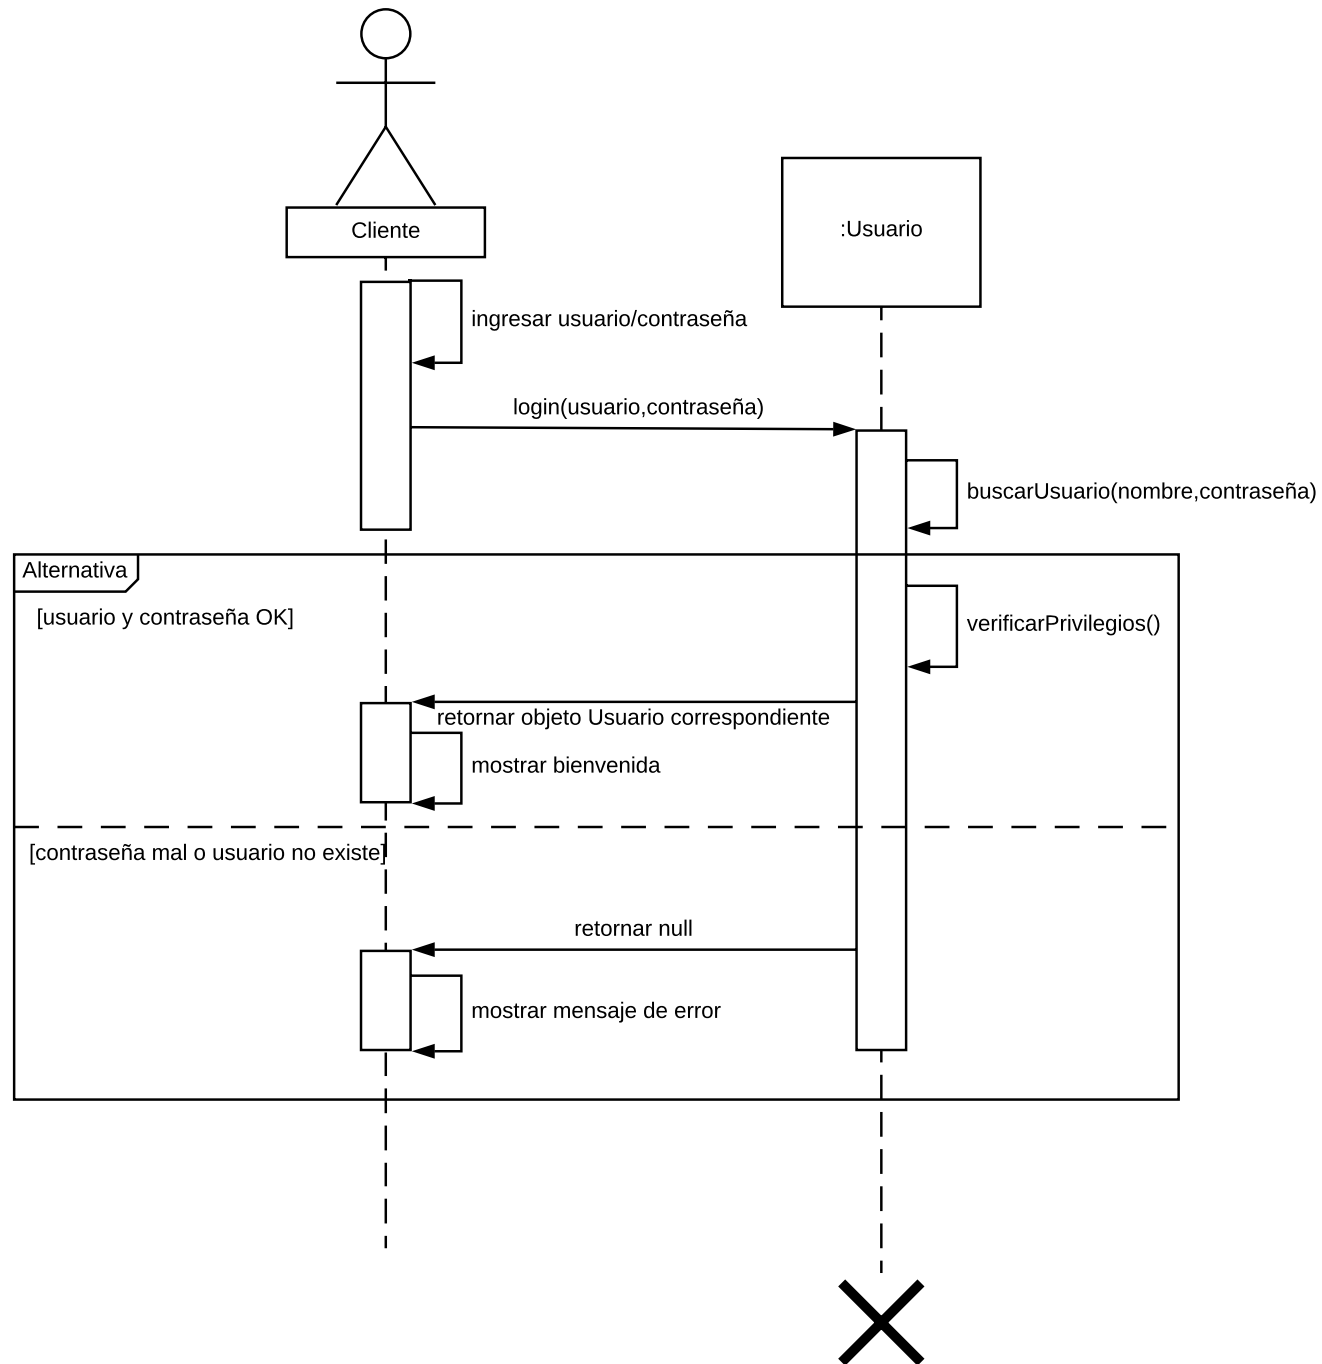 Cliente
:Usuario
ingresar usuario/contraseña
login(usuario,contraseña)
buscarUsuario(nombre,contraseña)
Alternativa
[usuario y contraseña OK]
verificarPrivilegios()
retornar objeto Usuario correspondiente
mostrar bienvenida
[contraseña mal o usuario no existe]
retornar null
mostrar mensaje de error